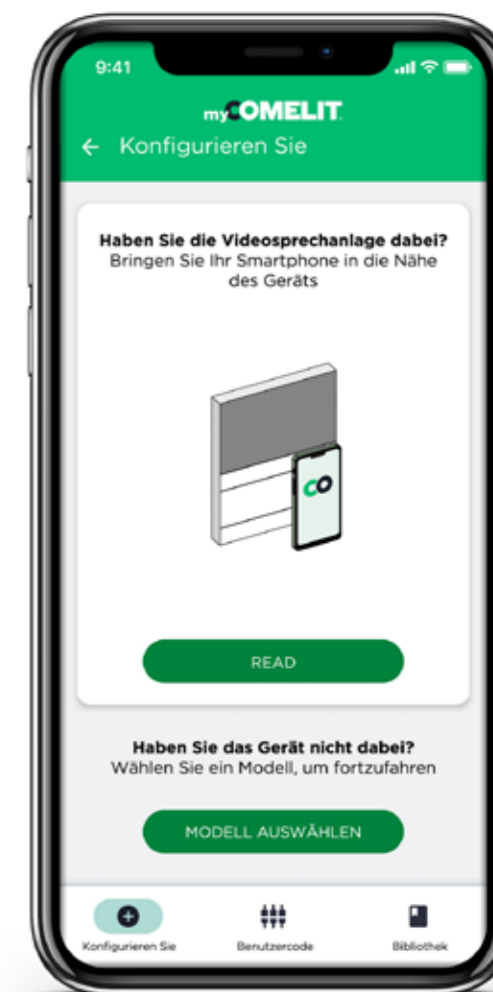 9:41
myCOMELIT
← Konfigurieren Sie
Haben Sie die Videosprechanlage dabei?
Bringen Sie Ihr Smartphone in die Nähe
des Geräts
CO
READ
Haben Sie das Gerät nicht dabei?
Wählen Sie ein Modell, um fortzufahren
MODELL AUSWÄHLEN
Konfigurieren Sie
Benutzercode
Bibliothek